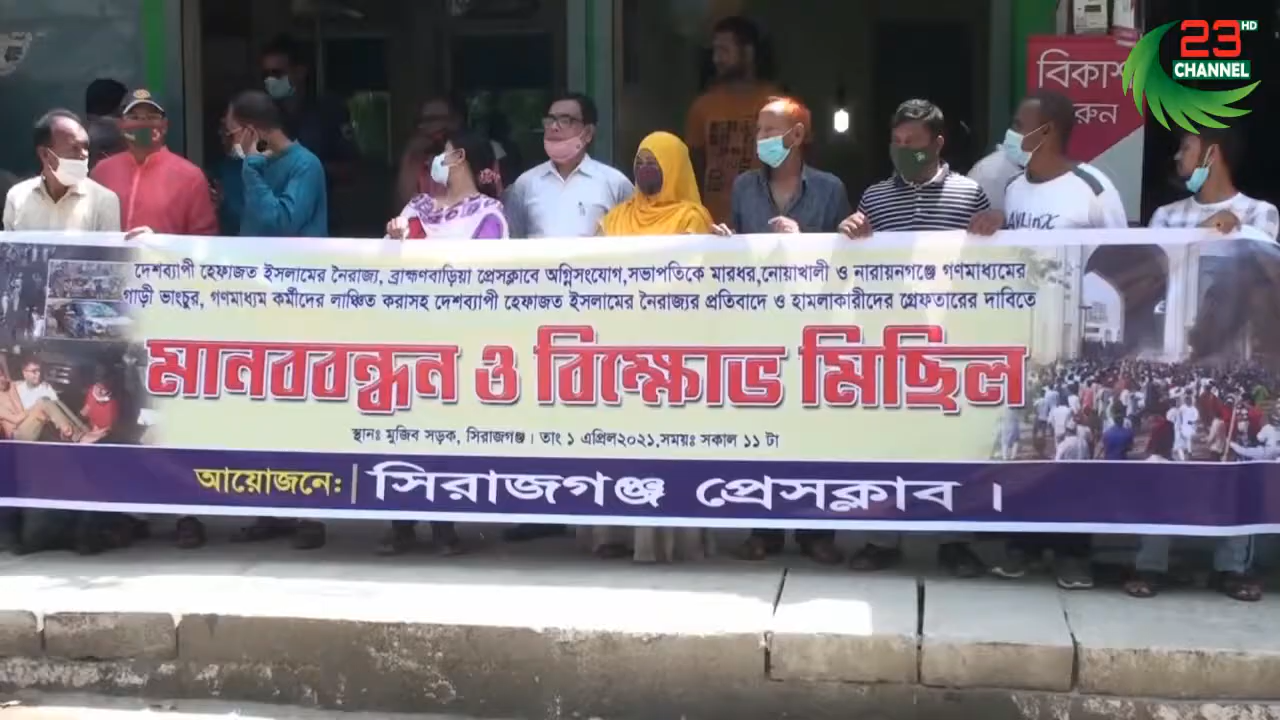 23 HD
CHANNEL
বিকাশ
রুন
দেশব্যাপী হেফাজত ইসলামের নৈরাজ্য, ব্রাহ্মণবাড়িয়া প্রেসক্লাবে অগ্নিসংযোগ,সভাপতিকে মারধর,নোয়াখালী ও নারায়নগঞ্জে গণমাধ্যমের
গাড়ী ভাংচুর, গণমাধ্যম কর্মীদের লাঞ্চিত করাসহ দেশব্যাপী হেফাজত ইসলামের নৈরাজ্যের প্রতিবাদে ও হামলাকারীদের গ্রেফতারের দাবিতে
মানববন্ধন ও বিক্ষোভ মিছিল
স্থানঃ মুজিব সড়ক, সিরাজগঞ্জ। তাং ১ এপ্রিল২০২১,সময়ঃ সকাল ১১ টা
আয়োজনে: সিরাজগঞ্জ প্রেসক্লাব।